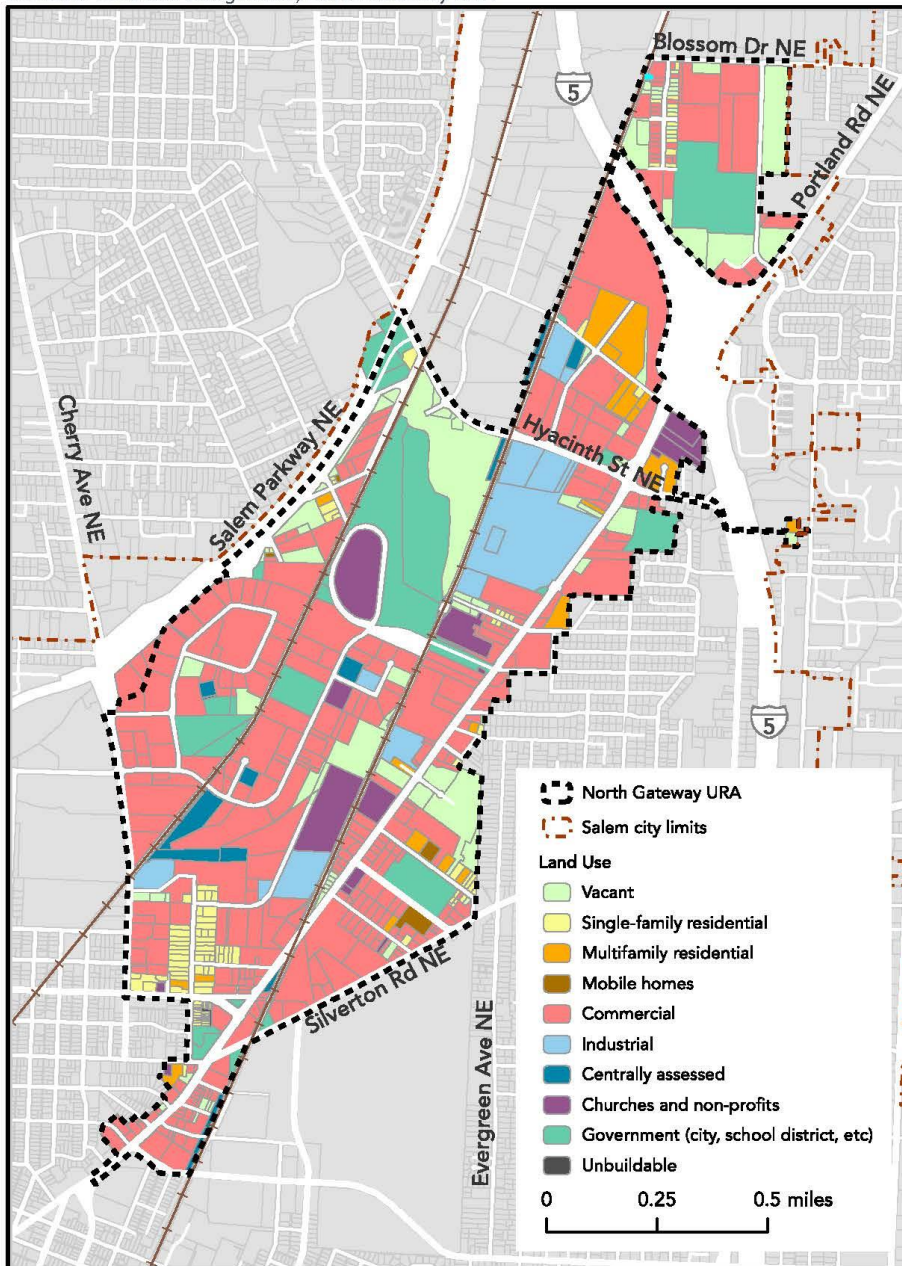 Blossom Dr NE
5
Portland Rd NE
Cherry Ave NE
Salem Parkway NE
Hyacinth St NE
5
Silverton Rd NE
Evergreen Ave NE
North Gateway URA
Salem city limits
Land Use
Vacant
Single-family residential
Multifamily residential
Mobile homes
Commercial
Industrial
Centrally assessed
Churches and non-profits
Government (city, school district, etc)
Unbuildable
0 0.25 0.5 miles